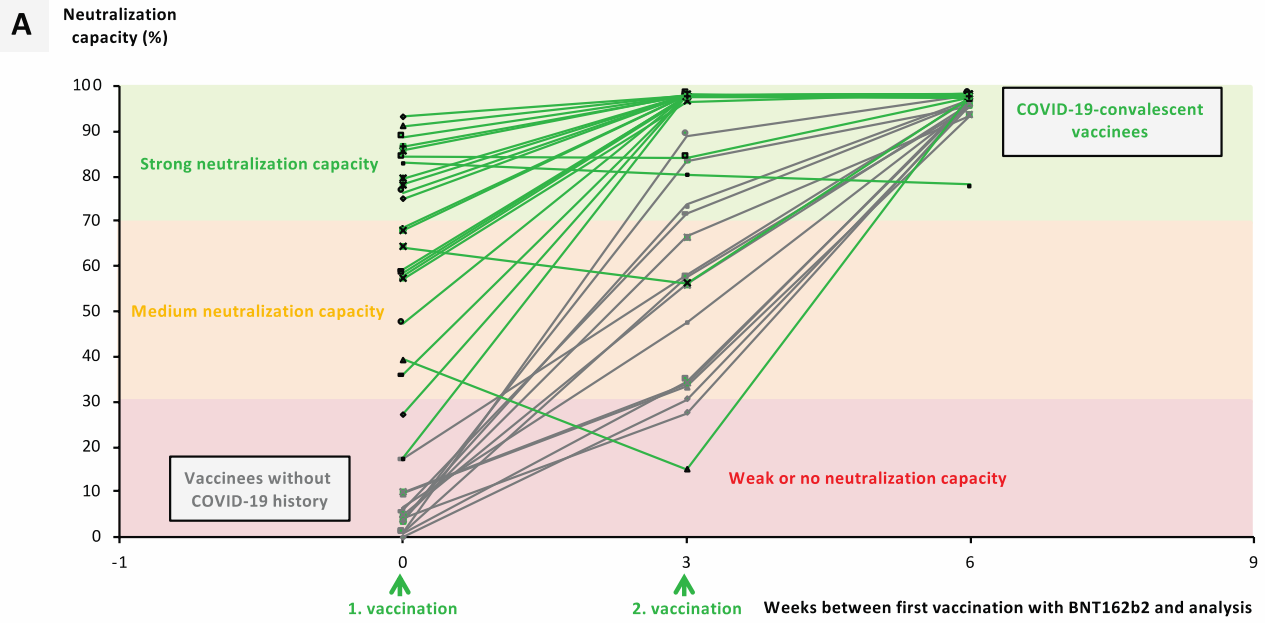 A
Neutralization
capacity (%)
100
90
80
70
60
50
40
30
20
10
0
Strong neutralization capacity
Medium neutralization capacity
Vaccinees without
COVID-19 history
COVID-19-convalescent
vaccinees
Weak or no neutralization capacity
-1 0 3 6 9
1. vaccination 2. vaccination Weeks between first vaccination with BNT162b2 and analysis